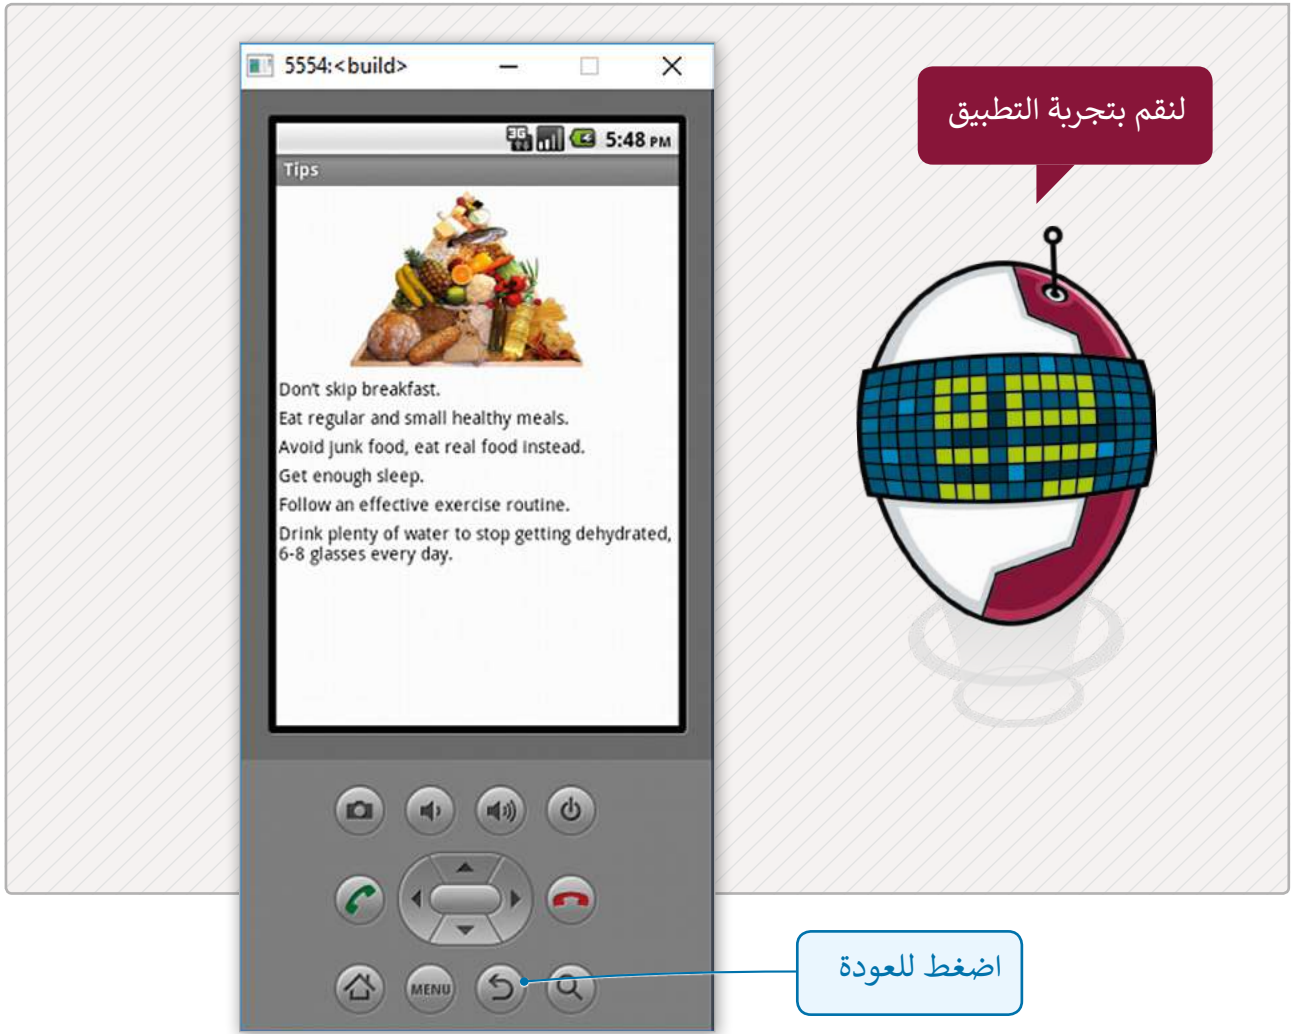 5554:<build>
لنقم بتجربة التطبيق
3G
5:48 PM
Tips
Don't skip breakfast.
Eat regular and small healthy meals.
Avoid junk food, eat real food instead.
Get enough sleep.
Follow an effective exercise routine.
Drink plenty of water to stop getting dehydrated,
6-8 glasses every day.
MENU
اضغط للعودة